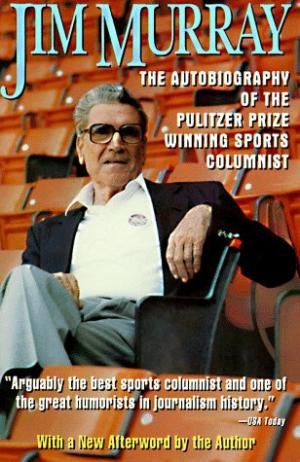 JIM MURRAY
THE AUTOBIOGRAPHY
OF THE
PULITZER PRIZE
WINNING SPORTS
COLUMNIST
"Arguably the best sports columnist and one of
the great humorists in journalism history."
—USA Today
With a New Afterword by the Author